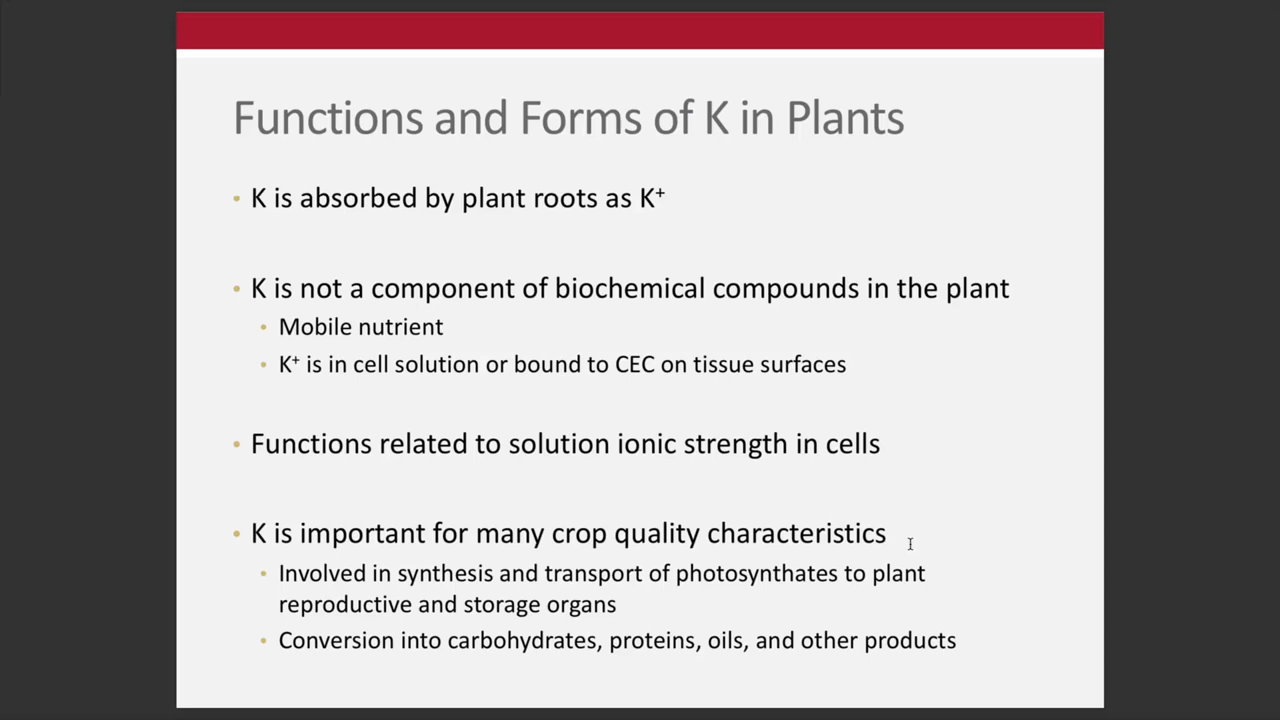 Functions and Forms of K in Plants
• K is absorbed by plant roots as K⁺
• K is not a component of biochemical compounds in the plant
• Mobile nutrient
• K⁺ is in cell solution or bound to CEC on tissue surfaces
• Functions related to solution ionic strength in cells
• K is important for many crop quality characteristics
• Involved in synthesis and transport of photosynthates to plant
reproductive and storage organs
• Conversion into carbohydrates, proteins, oils, and other products